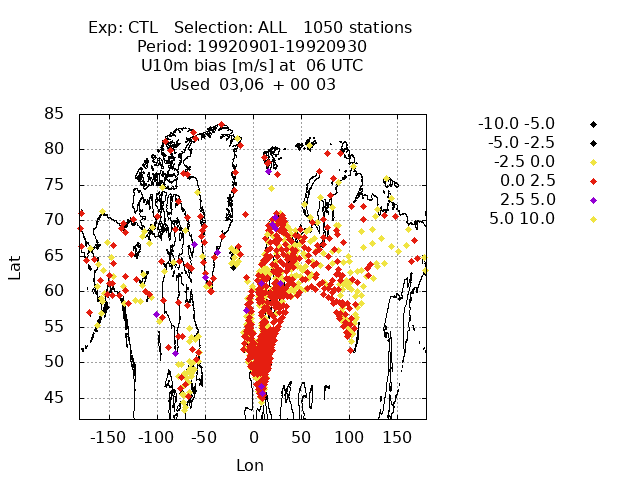 Exp: CTL Selection: ALL 1050 stations
Period: 19920901-19920930
U10m bias [m/s] at 06 UTC
Used 03,06 + 00 03
-10.0 -5.0
-5.0 -2.5
-2.5 0.0
0.0 2.5
2.5 5.0
5.0 10.0
85
80
75
70
65
60
55
50
45
Lat
-150 -100 -50 0 50 100 150
Lon